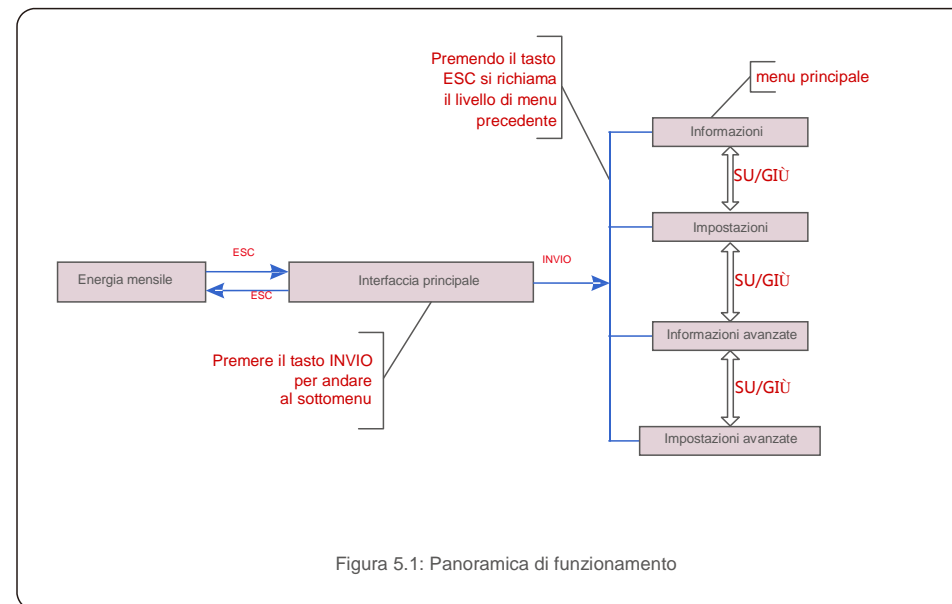 Premendo il tasto
ESC si richiama
il livello di menu
precedente
menu principale
Informazioni
SU/GIÙ
Impostazioni
ESC
INVIO
Energia mensile
Interfaccia principale
ESC
SU/GIÙ
Informazioni avanzate
Premere il tasto INVIO
per andare
al sottomenu
SU/GIÙ
Impostazioni avanzate
Figura 5.1: Panoramica di funzionamento